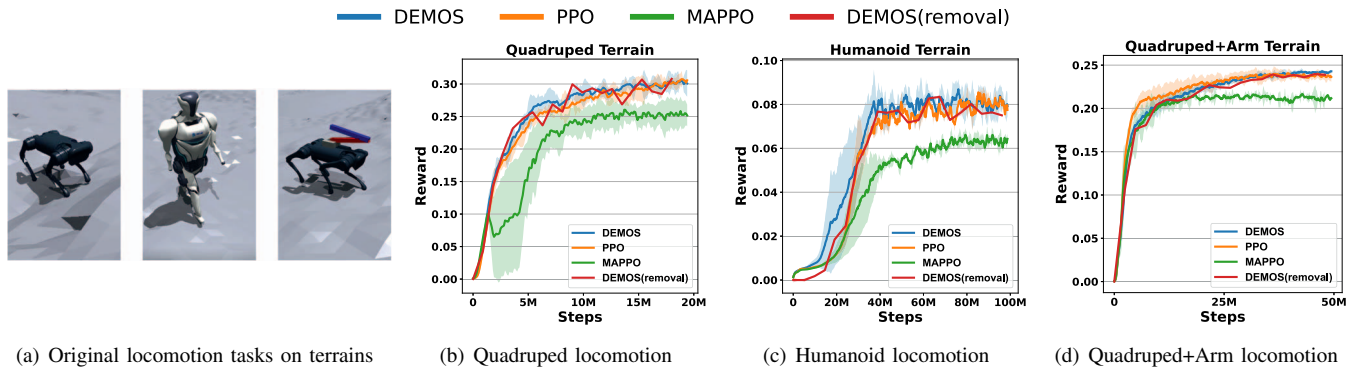 DEMOS PPO MAPPO DEMOS(removal)
Quadruped Terrain
Reward
0.30
0.25
0.20
0.15
0.10
0.05
0.00
0 5M 10M 15M 20M
Steps
DEMOS
PPO
MAPPO
DEMOS(removal)
Humanoid Terrain
Reward
0.10
0.08
0.06
0.04
0.02
0.00
0 20M 40M 60M 80M 100M
Steps
DEMOS
PPO
MAPPO
DEMOS(removal)
Quadruped+Arm Terrain
Reward
0.25
0.20
0.15
0.10
0.05
0.00
0 25M 50M
Steps
DEMOS
PPO
MAPPO
DEMOS(removal)
(a) Original locomotion tasks on terrains
(b) Quadruped locomotion
(c) Humanoid locomotion
(d) Quadruped+Arm locomotion